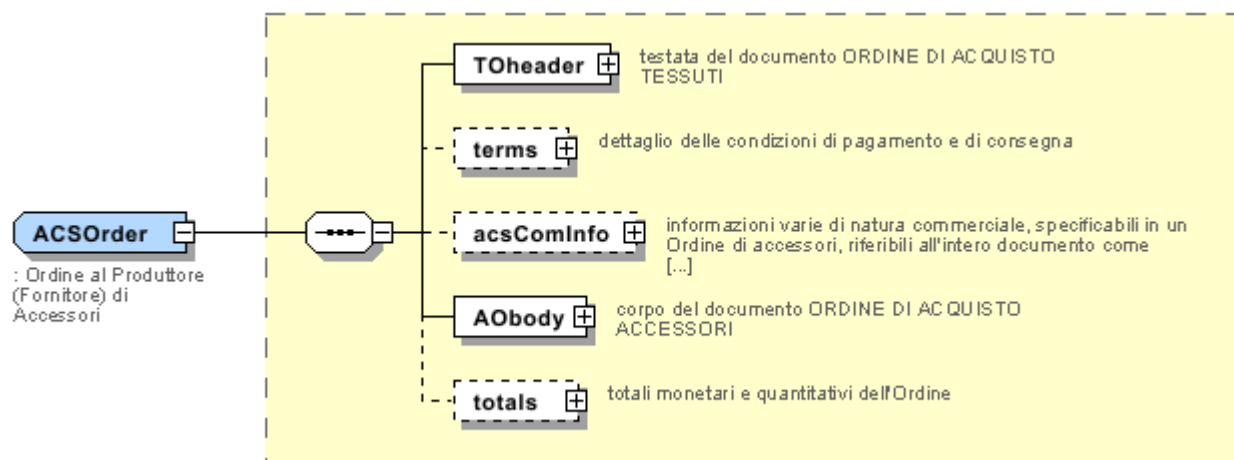 TOheader
testata del documento ORDINE DI ACQUISTO
TESSUTI
terms
dettaglio delle condizioni di pagamento e di consegna
ACSOrder
: Ordine al Produttore
(Fornitore) di
Accessori
acsComInfo
informazioni varie di natura commerciale, specificabili in un
Ordine di accessori, riferibili all'intero documento come
[...]
AObody
corpo del documento ORDINE DI ACQUISTO
ACCESSORI
totals
totali monetari e quantitativi dell'Ordine